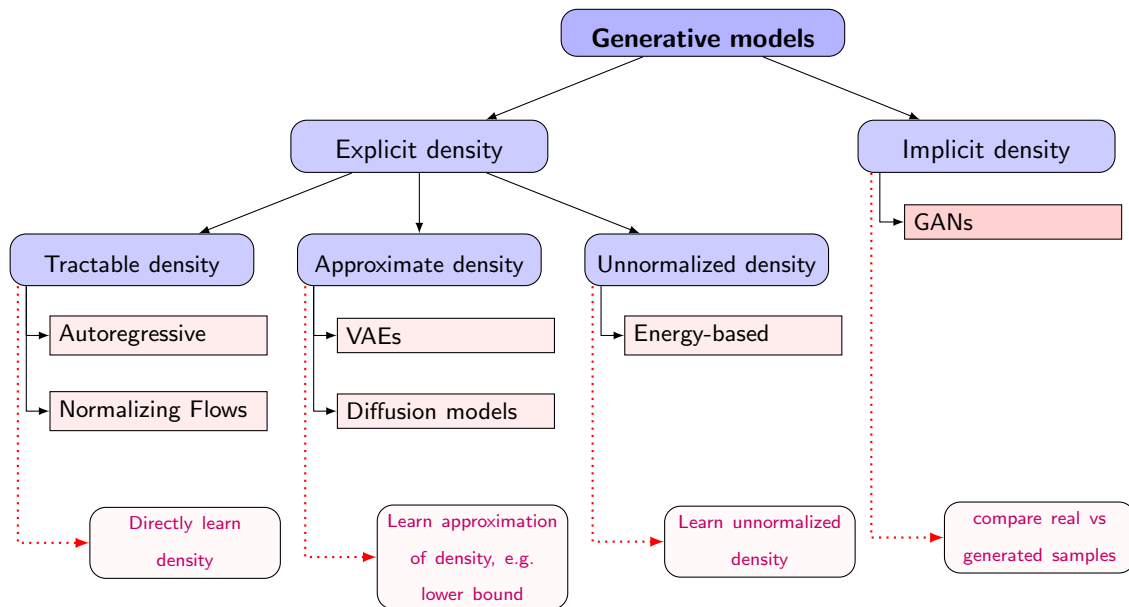 Generative models
Explicit density
Implicit density
GANs
Tractable density
Approximate density
Unnormalized density
Autoregressive
VAEs
Energy-based
Normalizing Flows
Diffusion models
Directly learn
density
Learn approximation
of density, e.g.
lower bound
Learn unnormalized
density
compare real vs
generated samples